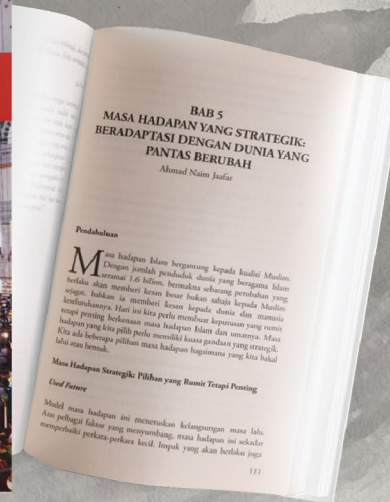 BAB 5
MASA HADAPAN YANG STRATEGIK:
BERADAPTASI DENGAN DUNIA YANG
PANTAS BERUBAH
Ahmad Naim Jaafar
Pendahuluan
Masa hadapan Islam bergantung kepada kualiti Muslim.
Dengan jumlah penduduk dunia yang beragama Islam
seramai 1.6 bilion, bermakna sebarang perubahan yang
berlaku akan memberi kesan besar bukan sahaja kepada Muslim
sejagat, bahkan ia memberi kesan kepada dunia dan manusia
keseluruhannya. Hari ini kita perlu membuat keputusan yang rumit
tetapi penting berkenaan masa hadapan Islam dan umatnya. Masa
hadapan yang kita pilih perlu memiliki kuasa gandaan yang strategik.
Kita ada beberapa pilihan masa hadapan bagaimana yang kita bakal
lalui atau bentuk.
Masa Hadapan Strategik: Pilihan yang Rumit Tetapi Penting
Used Future
Model masa hadapan ini meneruskan kelangsungan masa lalu.
Atas pelbagai faktor yang menyumbang, masa hadapan ini sekadar
memperbaiki perkara-perkara kecil. Impak yang akan berlaku juga
111